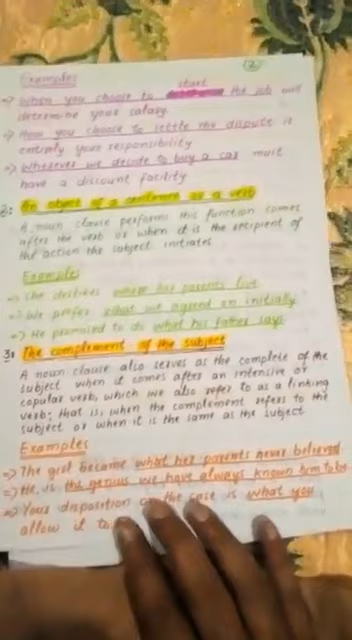 (2)
Examples
start
=> When you choose to the job will
determine your salary
=> How you choose to settle the dispute is
entirely your responsibility
=> Whenever we decide to buy a car must
have a discount facility
2: An object of a sentence or a verb
A noun clause performs this function comes
after the verb or when it is the recipient of
the action the subject initiates
Examples
=> She dislikes where her parents live
=> We prefer what we agreed on initially
=> He promised to do what his father says
3: The complement of the subject
A noun clause also serves as the complete of the
subject when it comes after an intensive or
copular verb, which we also refer to as a linking
verb; that is, when the complement refers to the
subject or when it is the same as the subject
Examples
=> The girl became what her parents never believed
=> He is the genius we have always known him to be
=> Your disposition on the case is what you
allow it to